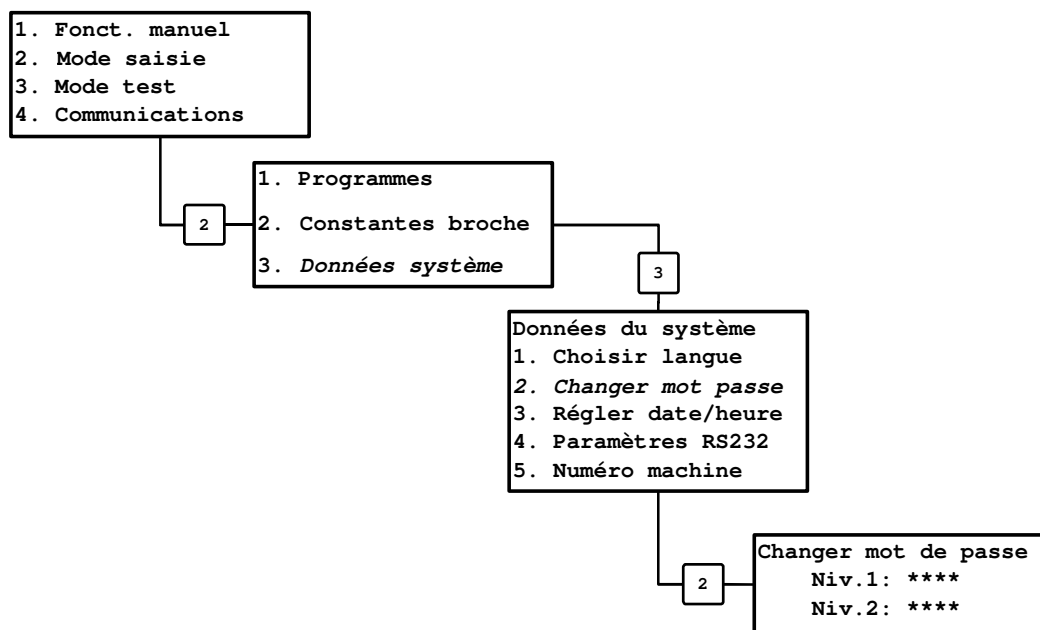 1. Fonct. manuel
2. Mode saisie
3. Mode test
4. Communications
2
1. Programmes
2. Constantes broche
3. Données système
3
Données du système
1. Choisir langue
2. Changer mot passe
3. Régler date/heure
4. Paramètres RS232
5. Numéro machine
2
Changer mot de passe
Niv.1: ****
Niv.2: ****